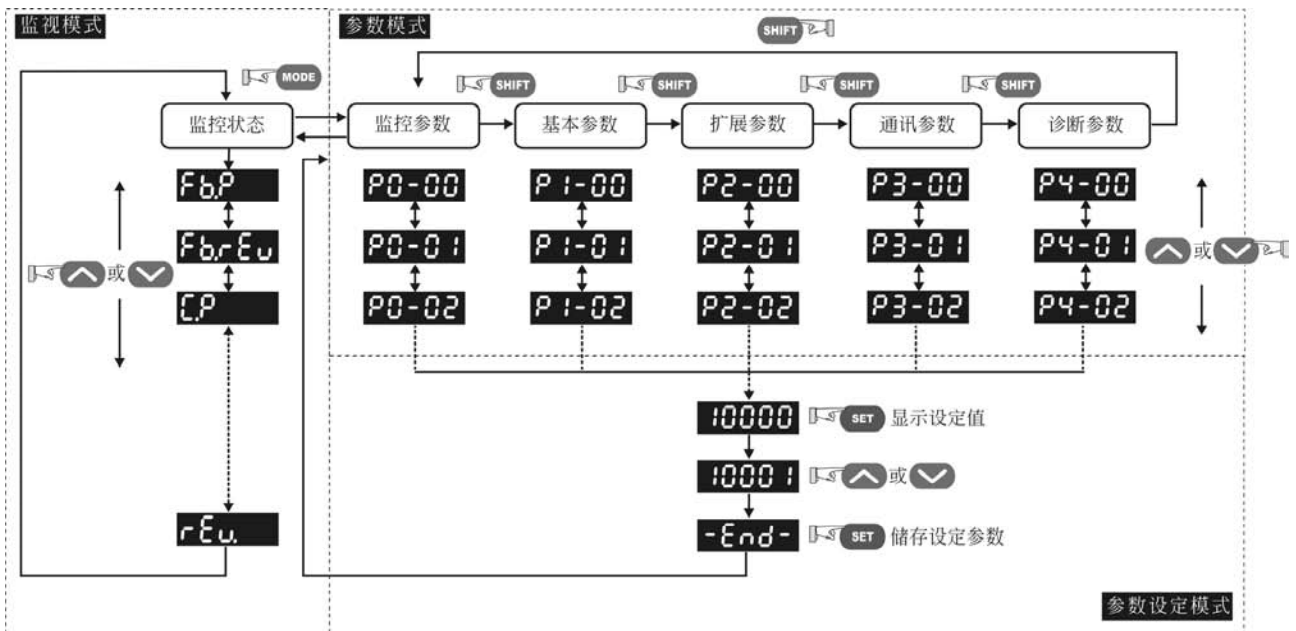 监视模式
参数模式
SHIFT
MODE
SHIFT
SHIFT
SHIFT
SHIFT
监控状态
监控参数
基本参数
扩展参数
通讯参数
诊断参数
Fb.P
P0-00
P1-00
P2-00
P3-00
P4-00
Fb.rEu
P0-01
P1-01
P2-01
P3-01
P4-01
或
或
C.P
P0-02
P1-02
P2-02
P3-02
P4-02
10000
SET 显示设定值
10001
或
rEu.
-End-
SET 储存设定参数
参数设定模式